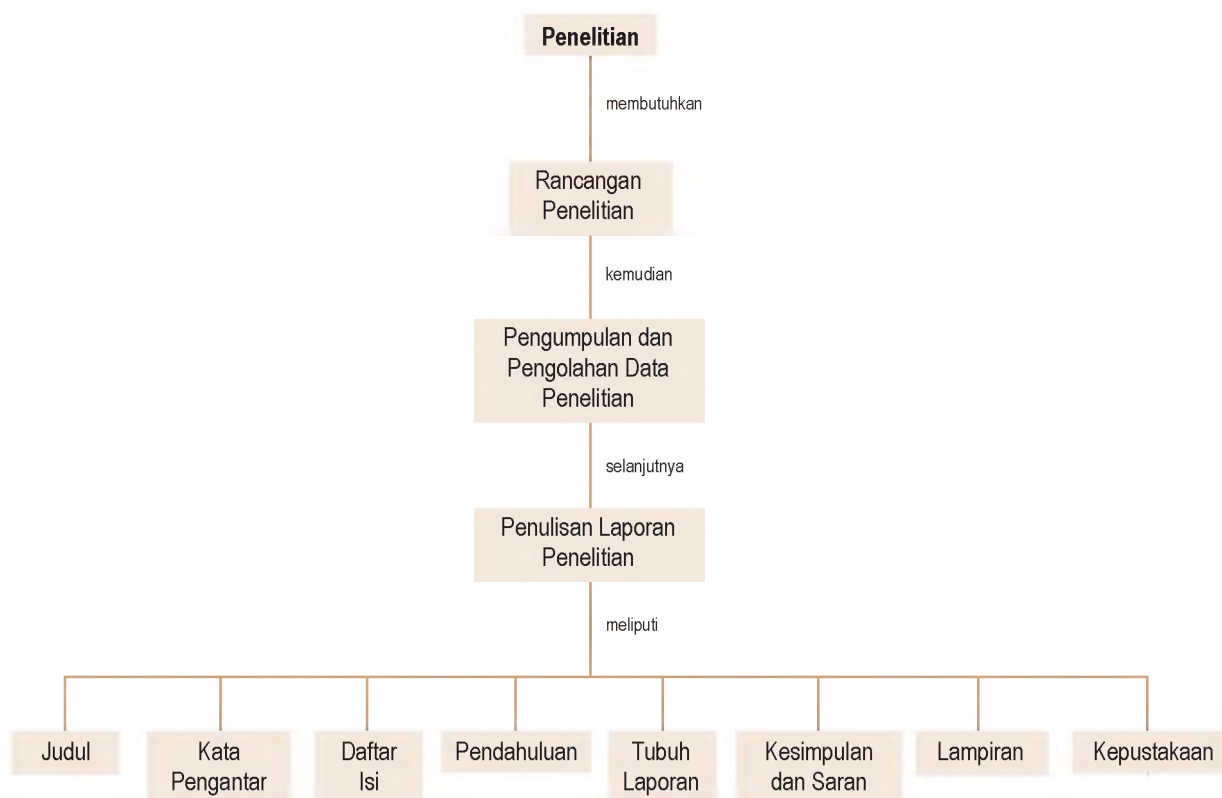 Penelitian
membutuhkan
Rancangan
Penelitian
kemudian
Pengumpulan dan
Pengolahan Data
Penelitian
selanjutnya
Penulisan Laporan
Penelitian
meliputi
Judul
Kata
Pengantar
Daftar
Isi
Pendahuluan
Tubuh
Laporan
Kesimpulan
dan Saran
Lampiran
Kepustakaan